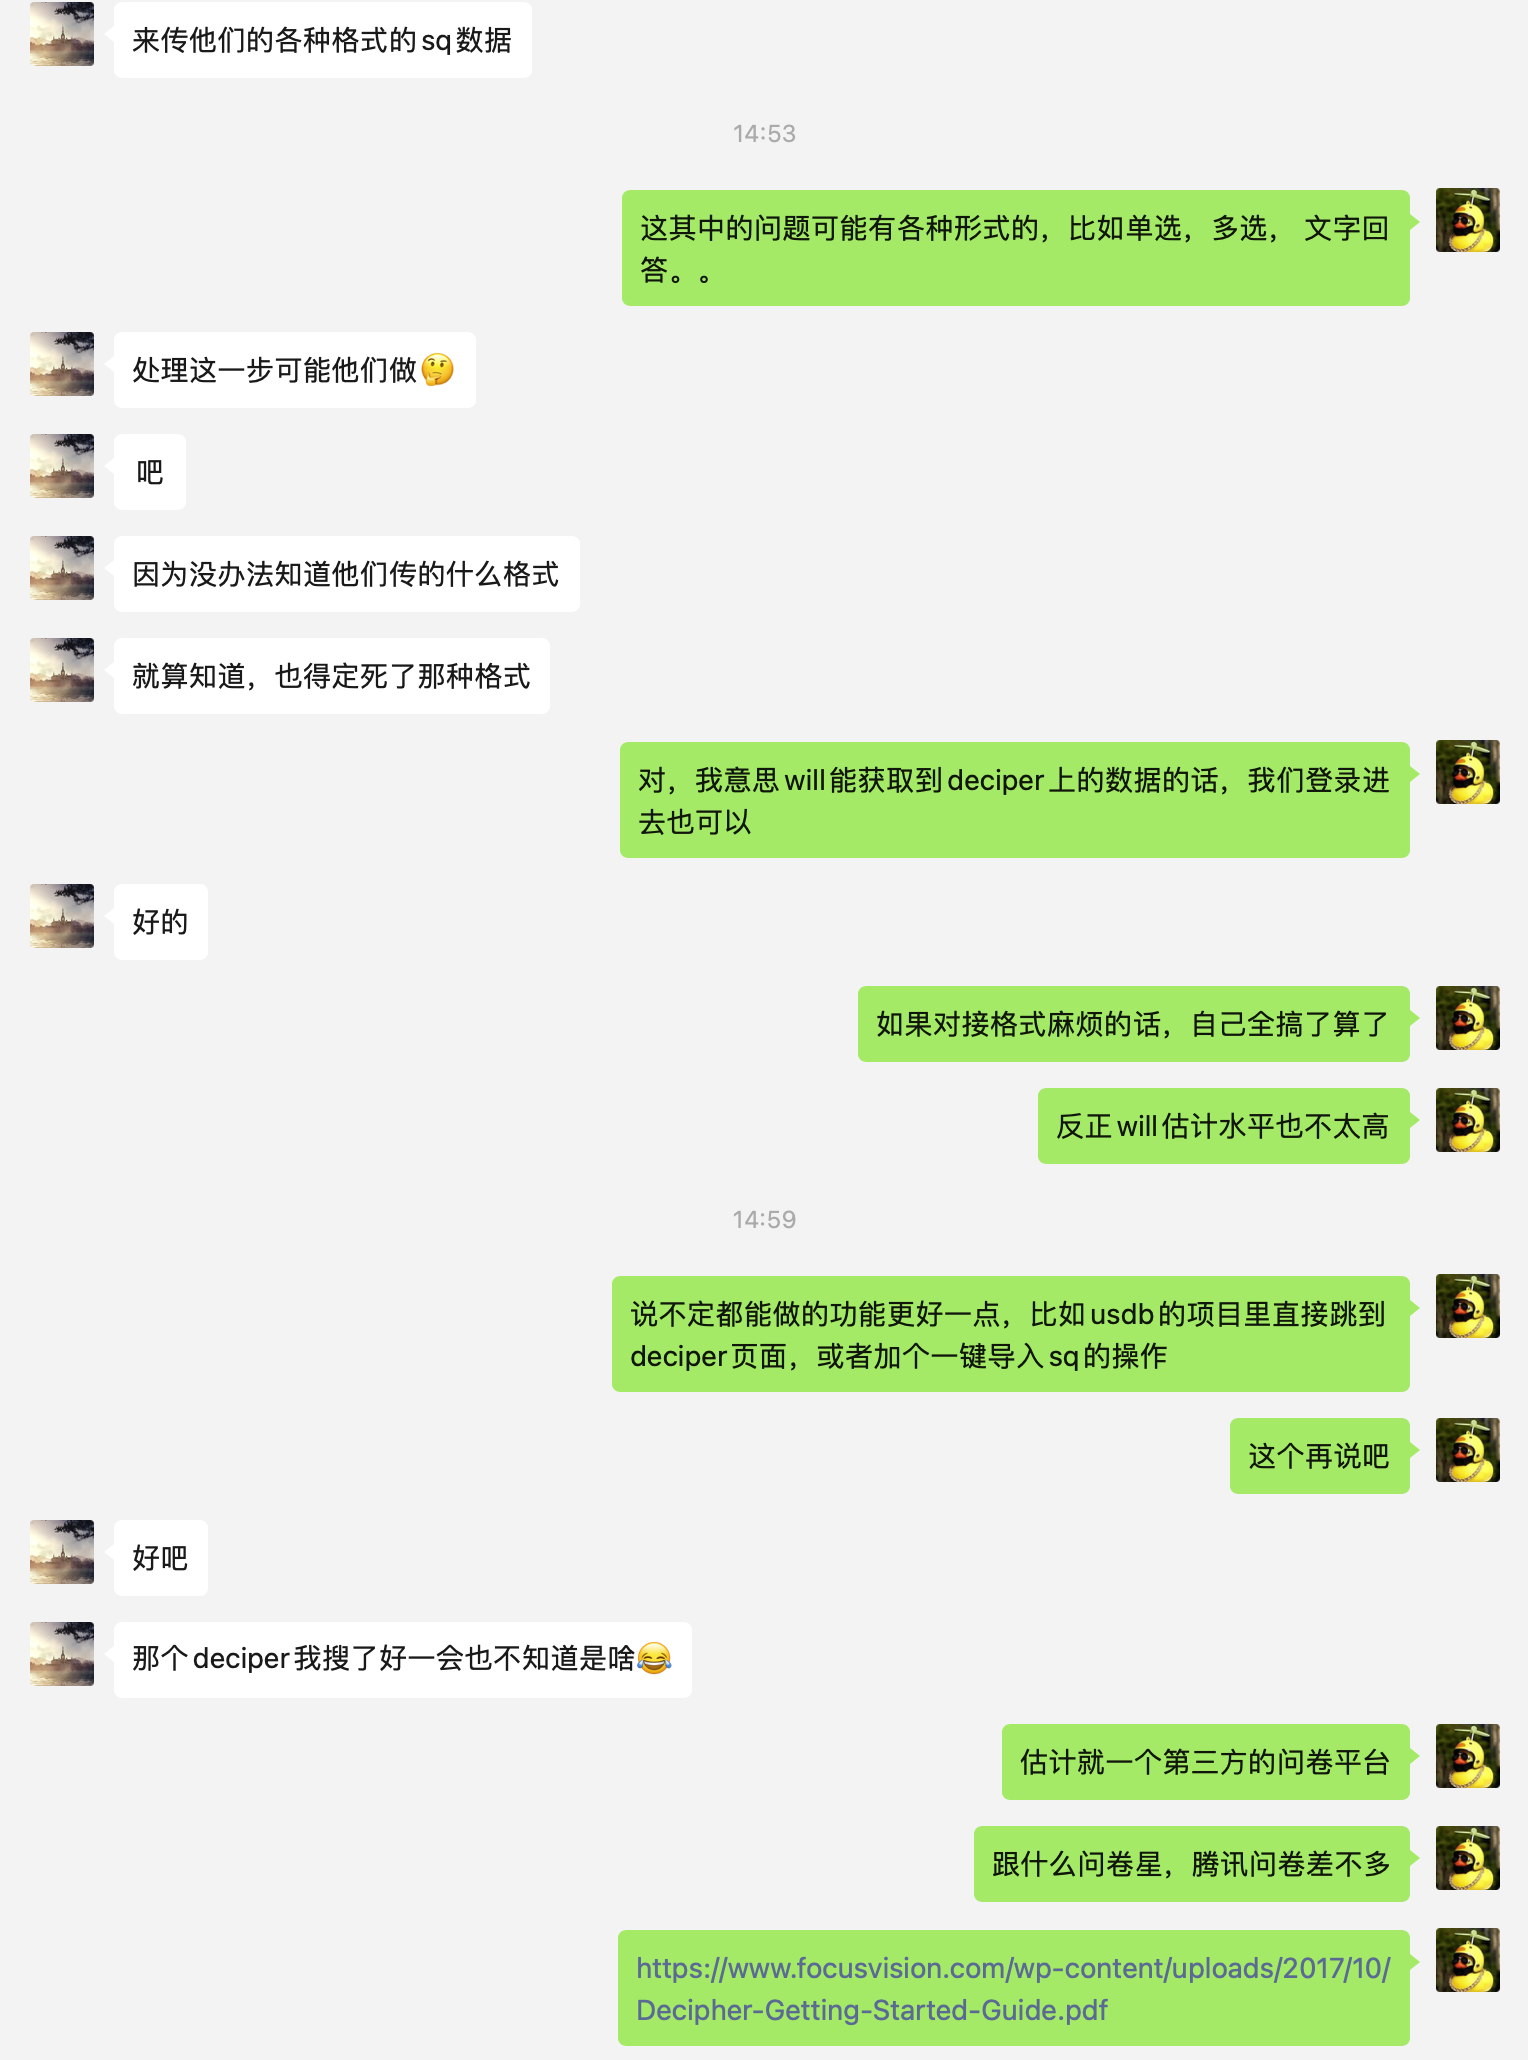 来传他们的各种格式的sq数据
14:53
这其中的问题可能有各种形式的，比如单选，多选， 文字回
答。。
处理这一步可能他们做🤔
吧
因为没办法知道他们传的什么格式
就算知道，也得定死了那种格式
对，我意思will能获取到deciper上的数据的话，我们登录进
去也可以
好的
如果对接格式麻烦的话，自己全搞了算了
反正will估计水平也不太高
14:59
说不定都能做的功能更好一点，比如usdb的项目里直接跳到
deciper页面，或者加个一键导入sq的操作
这个再说吧
好吧
那个deciper我搜了好一会也不知道是啥😂
估计就一个第三方的问卷平台
跟什么问卷星，腾讯问卷差不多
https://www.focusvision.com/wp-content/uploads/2017/10/
Decipher-Getting-Started-Guide.pdf